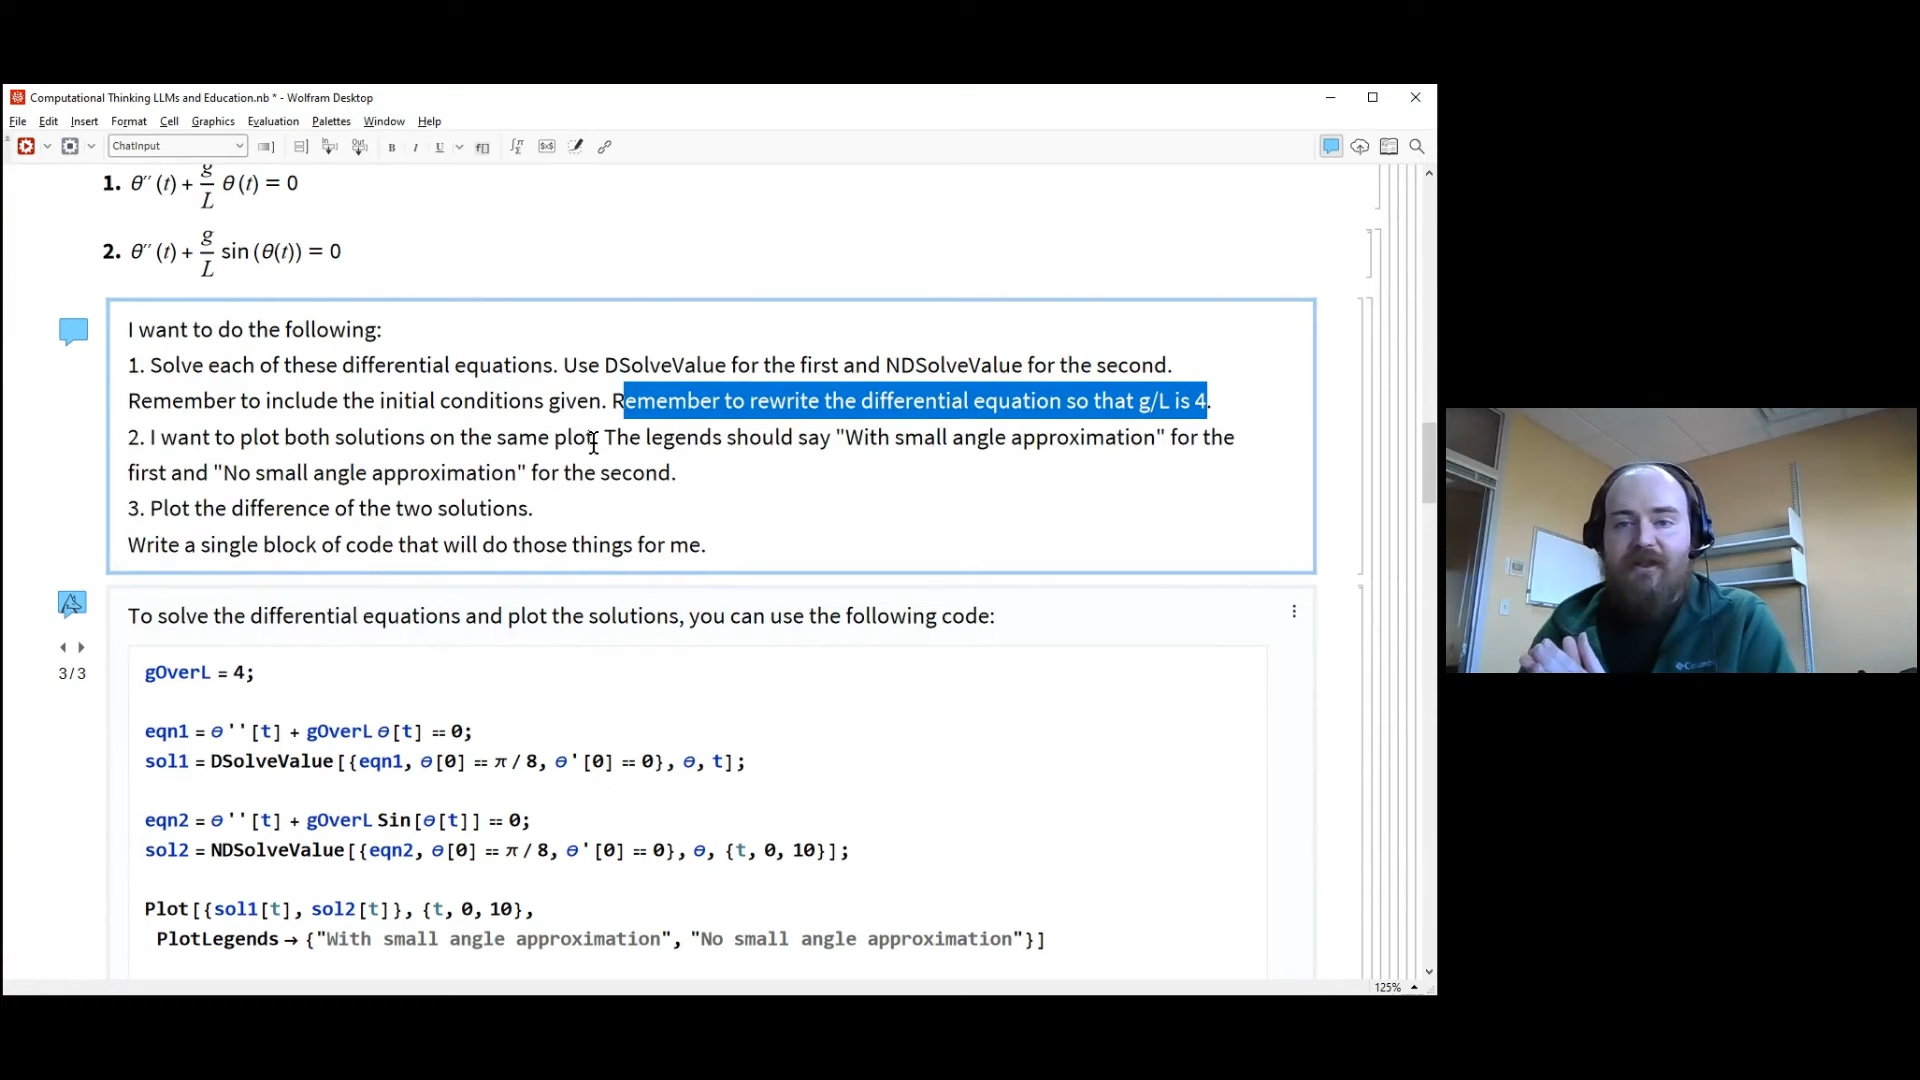 Computational Thinking LLMs and Education.nb * - Wolfram Desktop
File Edit Insert Format Cell Graphics Evaluation Palettes Window Help
ChatInput
1. θ′′(t) + g/L θ(t) = 0
2. θ′′(t) + g/L sin(θ(t)) = 0
I want to do the following:
1. Solve each of these differential equations. Use DSolveValue for the first and NDSolveValue for the second.
Remember to include the initial conditions given. Remember to rewrite the differential equation so that g/L is 4.
2. I want to plot both solutions on the same plot. The legends should say "With small angle approximation" for the
first and "No small angle approximation" for the second.
3. Plot the difference of the two solutions.
Write a single block of code that will do those things for me.
To solve the differential equations and plot the solutions, you can use the following code:
3/3
gOverL = 4;
eqn1 = θ''[t] + gOverL θ[t] == 0;
sol1 = DSolveValue[{eqn1, θ[0] == π/8, θ'[0] == 0}, θ, t];
eqn2 = θ''[t] + gOverL Sin[θ[t]] == 0;
sol2 = NDSolveValue[{eqn2, θ[0] == π/8, θ'[0] == 0}, θ, {t, 0, 10}];
Plot[{sol1[t], sol2[t]}, {t, 0, 10},
PlotLegends → {"With small angle approximation", "No small angle approximation"}]
125%
Columbia